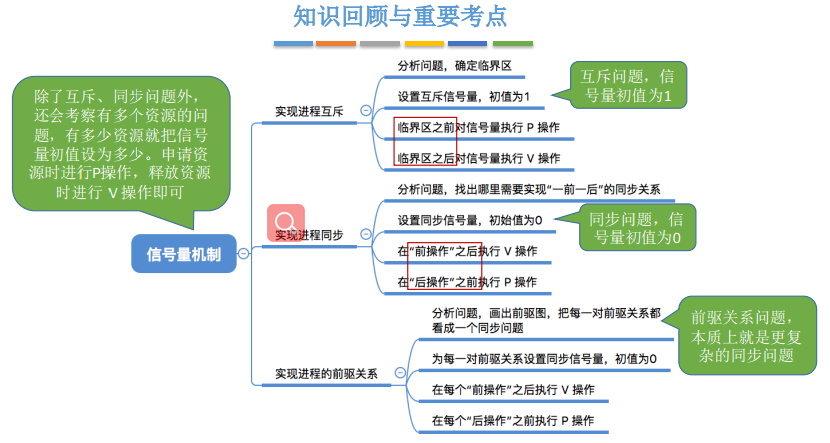 知识回顾与重要考点
除了互斥、同步问题外，
还会考察有多个资源的问
题，有多少资源就把信号
量初值设为多少。申请资
源时进行P操作，释放资源
时进行 V 操作即可
信号量机制
实现进程互斥
分析问题，确定临界区
设置互斥信号量，初值为1
临界区之前对信号量执行 P 操作
临界区之后对信号量执行 V 操作
互斥问题，信
号量初值为1
实现进程同步
分析问题，找出哪里需要实现“一前一后”的同步关系
设置同步信号量，初始值为0
在“前操作”之后执行 V 操作
在“后操作”之前执行 P 操作
同步问题，信
号量初值为0
实现进程的前驱关系
分析问题，画出前驱图，把每一对前驱关系都
看成一个同步问题
为每一对前驱关系设置同步信号量，初值为0
在每个“前操作”之后执行 V 操作
在每个“后操作”之前执行 P 操作
前驱关系问题，
本质上就是更复
杂的同步问题